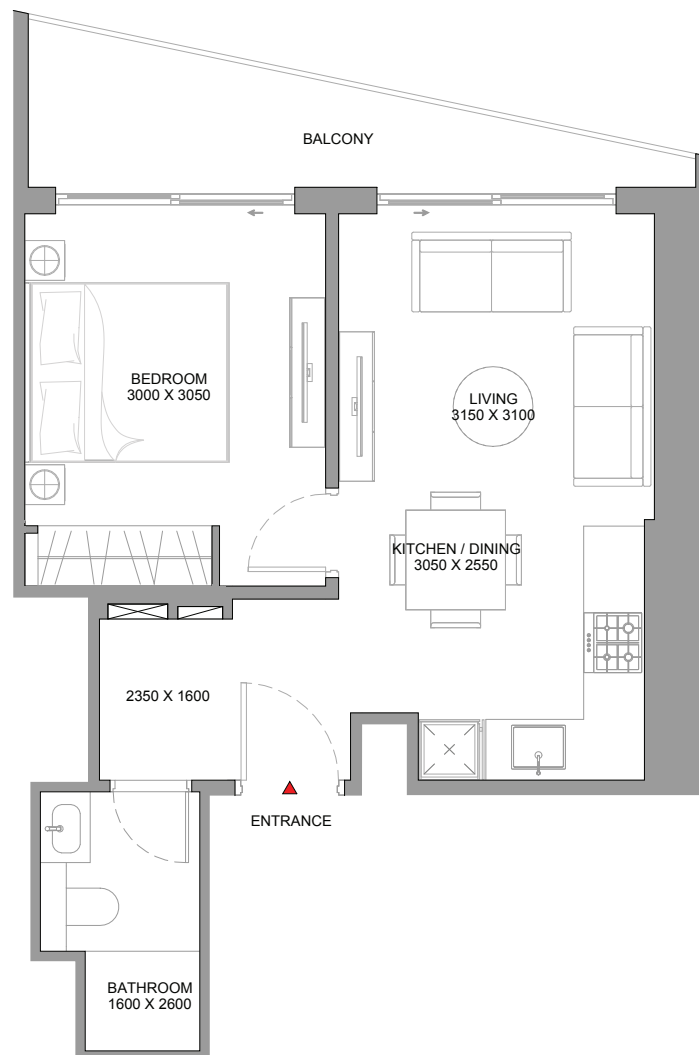 BALCONY
BEDROOM
3000 X 3050
LIVING
3150 X 3100
KITCHEN / DINING
3050 X 2550
2350 X 1600
ENTRANCE
BATHROOM
1600 X 2600